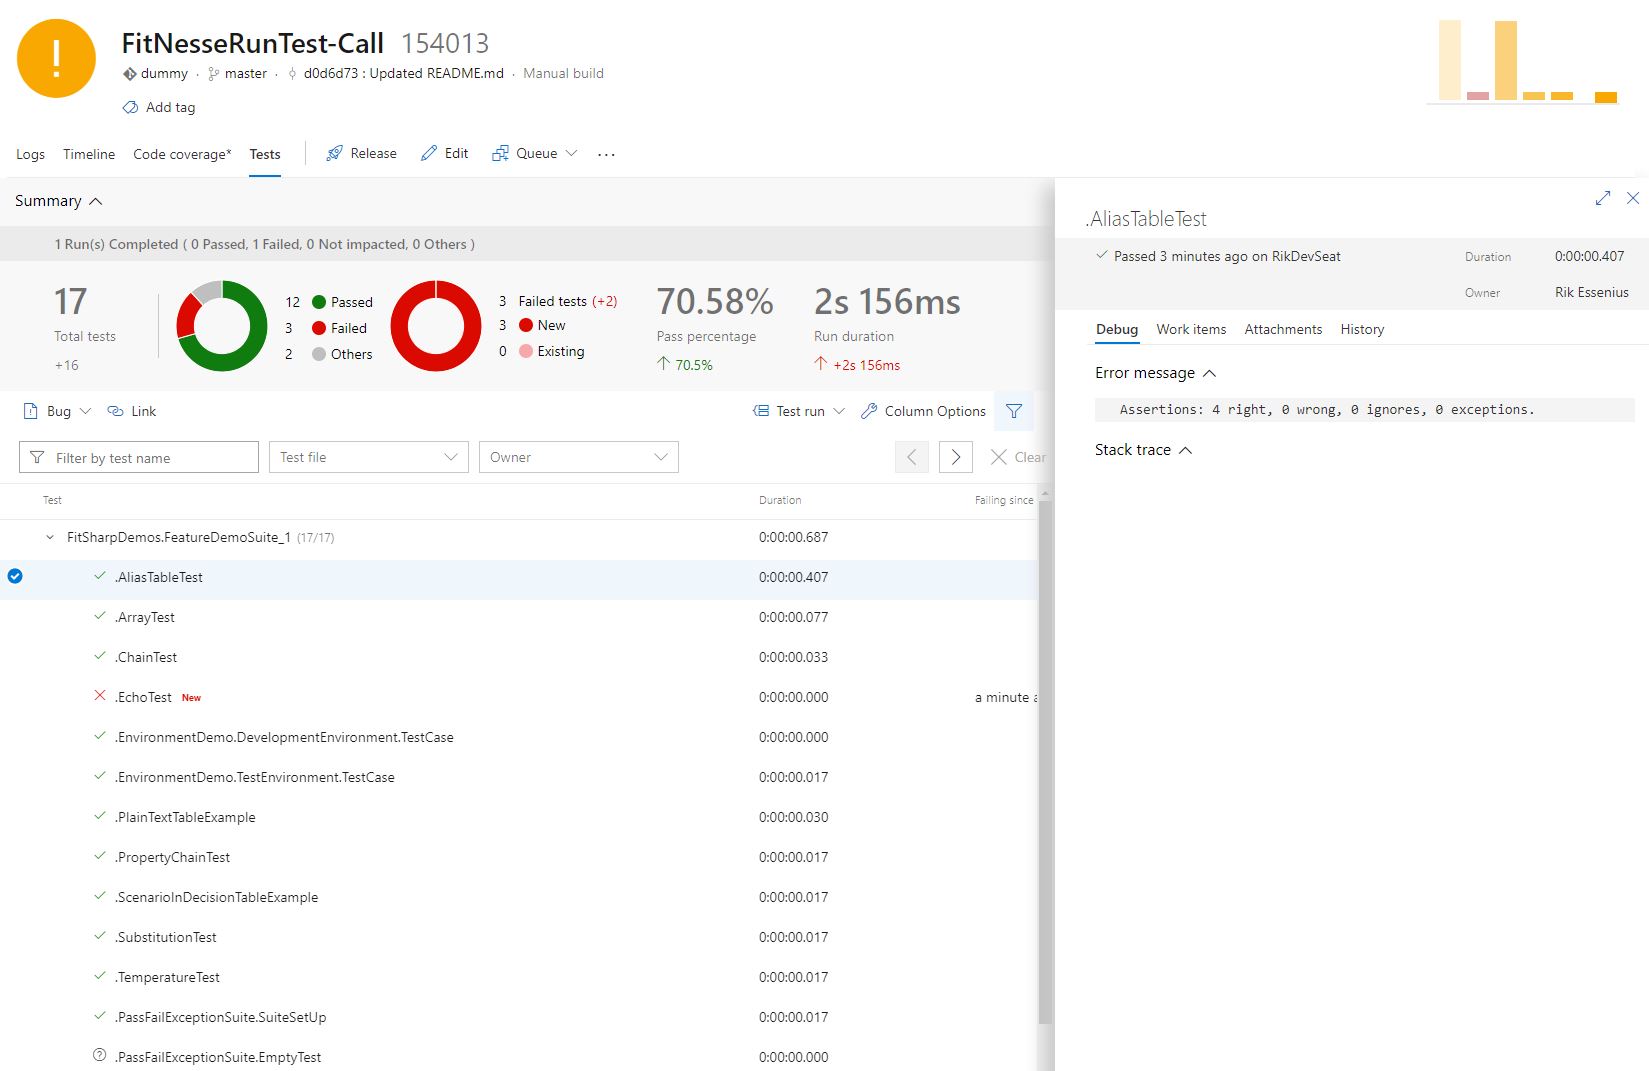 FitNesseRunTest-Call 154013
dummy · master · d0d6d73 : Updated README.md · Manual build
Add tag
Logs Timeline Code coverage* Tests Release Edit Queue ...
Summary
1 Run(s) Completed ( 0 Passed, 1 Failed, 0 Not impacted, 0 Others )
17
Total tests
+16
12 Passed
3 Failed
2 Others
3 Failed tests (+2)
3 New
0 Existing
70.58%
Pass percentage
70.5%
2s 156ms
Run duration
+2s 156ms
Bug Link Test run Column Options
Filter by test name Test file Owner Clear
Test Duration Failing since
FitSharpDemos.FeatureDemoSuite_1 (17/17) 0:00:00.687
.AliasTableTest 0:00:00.407
.ArrayTest 0:00:00.077
.ChainTest 0:00:00.033
.EchoTest New 0:00:00.000 a minute a
.EnvironmentDemo.DevelopmentEnvironment.TestCase 0:00:00.000
.EnvironmentDemo.TestEnvironment.TestCase 0:00:00.017
.PlainTextTableExample 0:00:00.030
.PropertyChainTest 0:00:00.017
.ScenarioInDecisionTableExample 0:00:00.017
.SubstitutionTest 0:00:00.017
.TemperatureTest 0:00:00.017
.PassFailExceptionSuite.SuiteSetUp 0:00:00.017
.PassFailExceptionSuite.EmptyTest 0:00:00.000
.AliasTableTest
Passed 3 minutes ago on RikDevSeat Duration 0:00:00.407
Owner Rik Essenius
Debug Work items Attachments History
Error message
Assertions: 4 right, 0 wrong, 0 ignores, 0 exceptions.
Stack trace